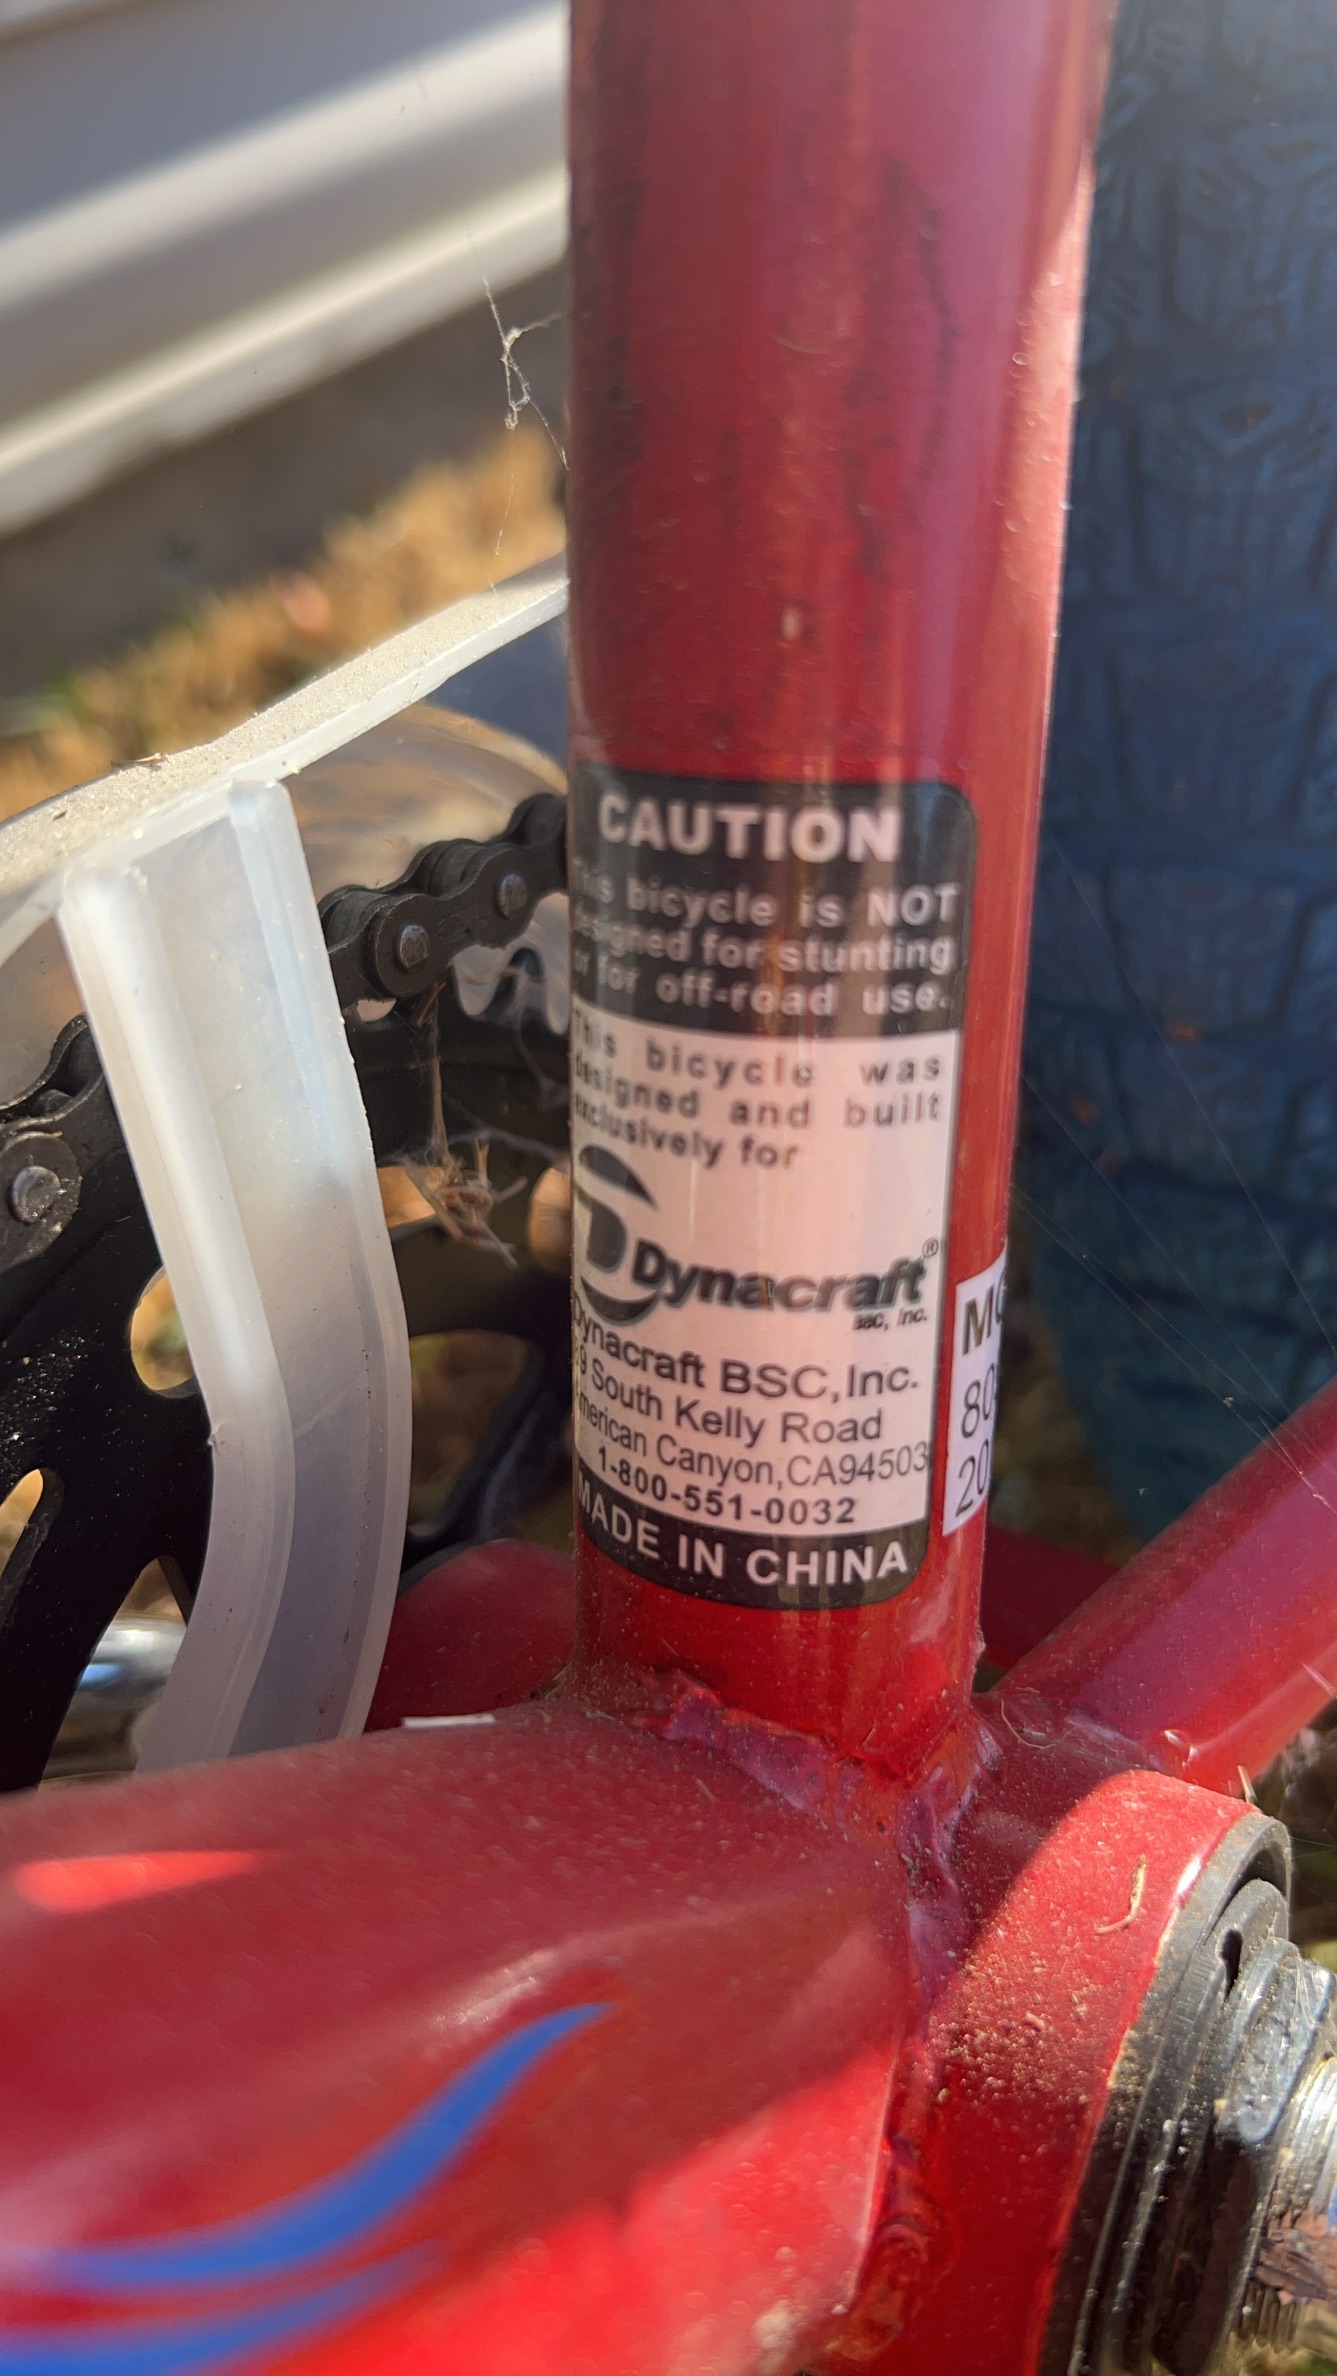 CAUTION
This bicycle is NOT
designed for stunting
or for off-road use.
This bicycle was
designed and built
exclusively for
Dynacraft®
BSC, Inc.
Dynacraft BSC,Inc.
89 South Kelly Road
American Canyon,CA94503
1-800-551-0032
MADE IN CHINA